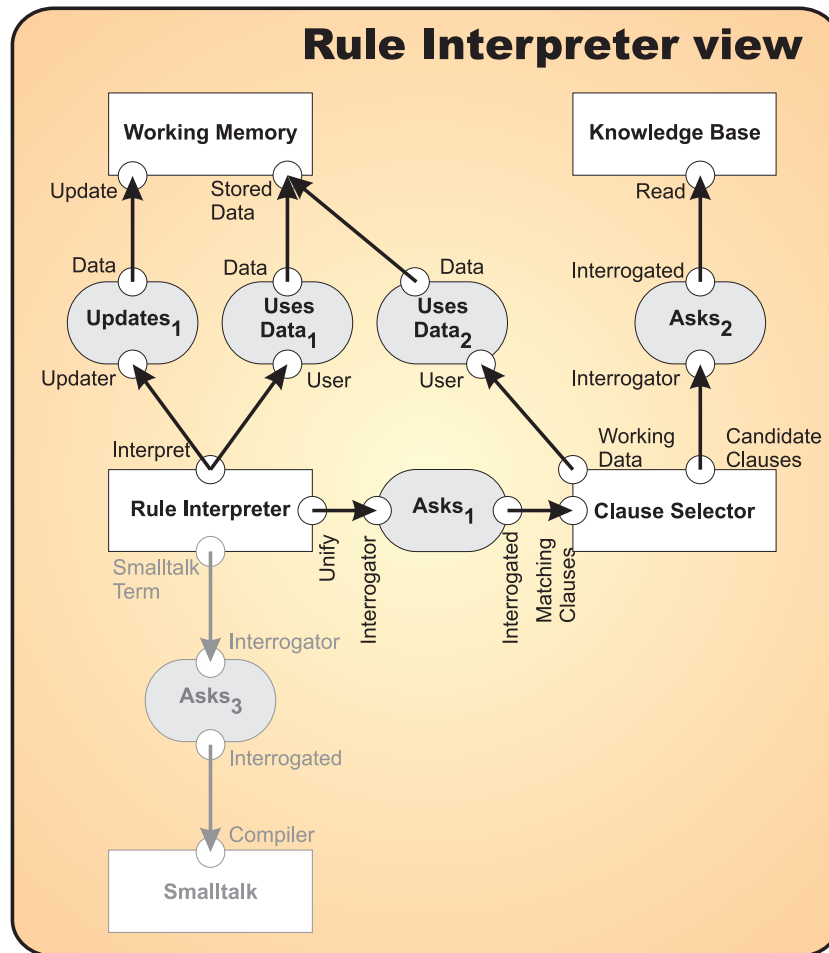 Rule Interpreter view
Working Memory
Knowledge Base
Update
Stored
Data
Read
Data
Data
Data
Interrogated
Updates1
Uses
Data1
Uses
Data2
Asks2
Updater
User
User
Interrogator
Interpret
Working
Data
Candidate
Clauses
Rule Interpreter
Asks1
Clause Selector
Unify
Interrogator
Interrogated
Matching
Clauses
Smalltalk
Term
Interrogator
Asks3
Interrogated
Compiler
Smalltalk